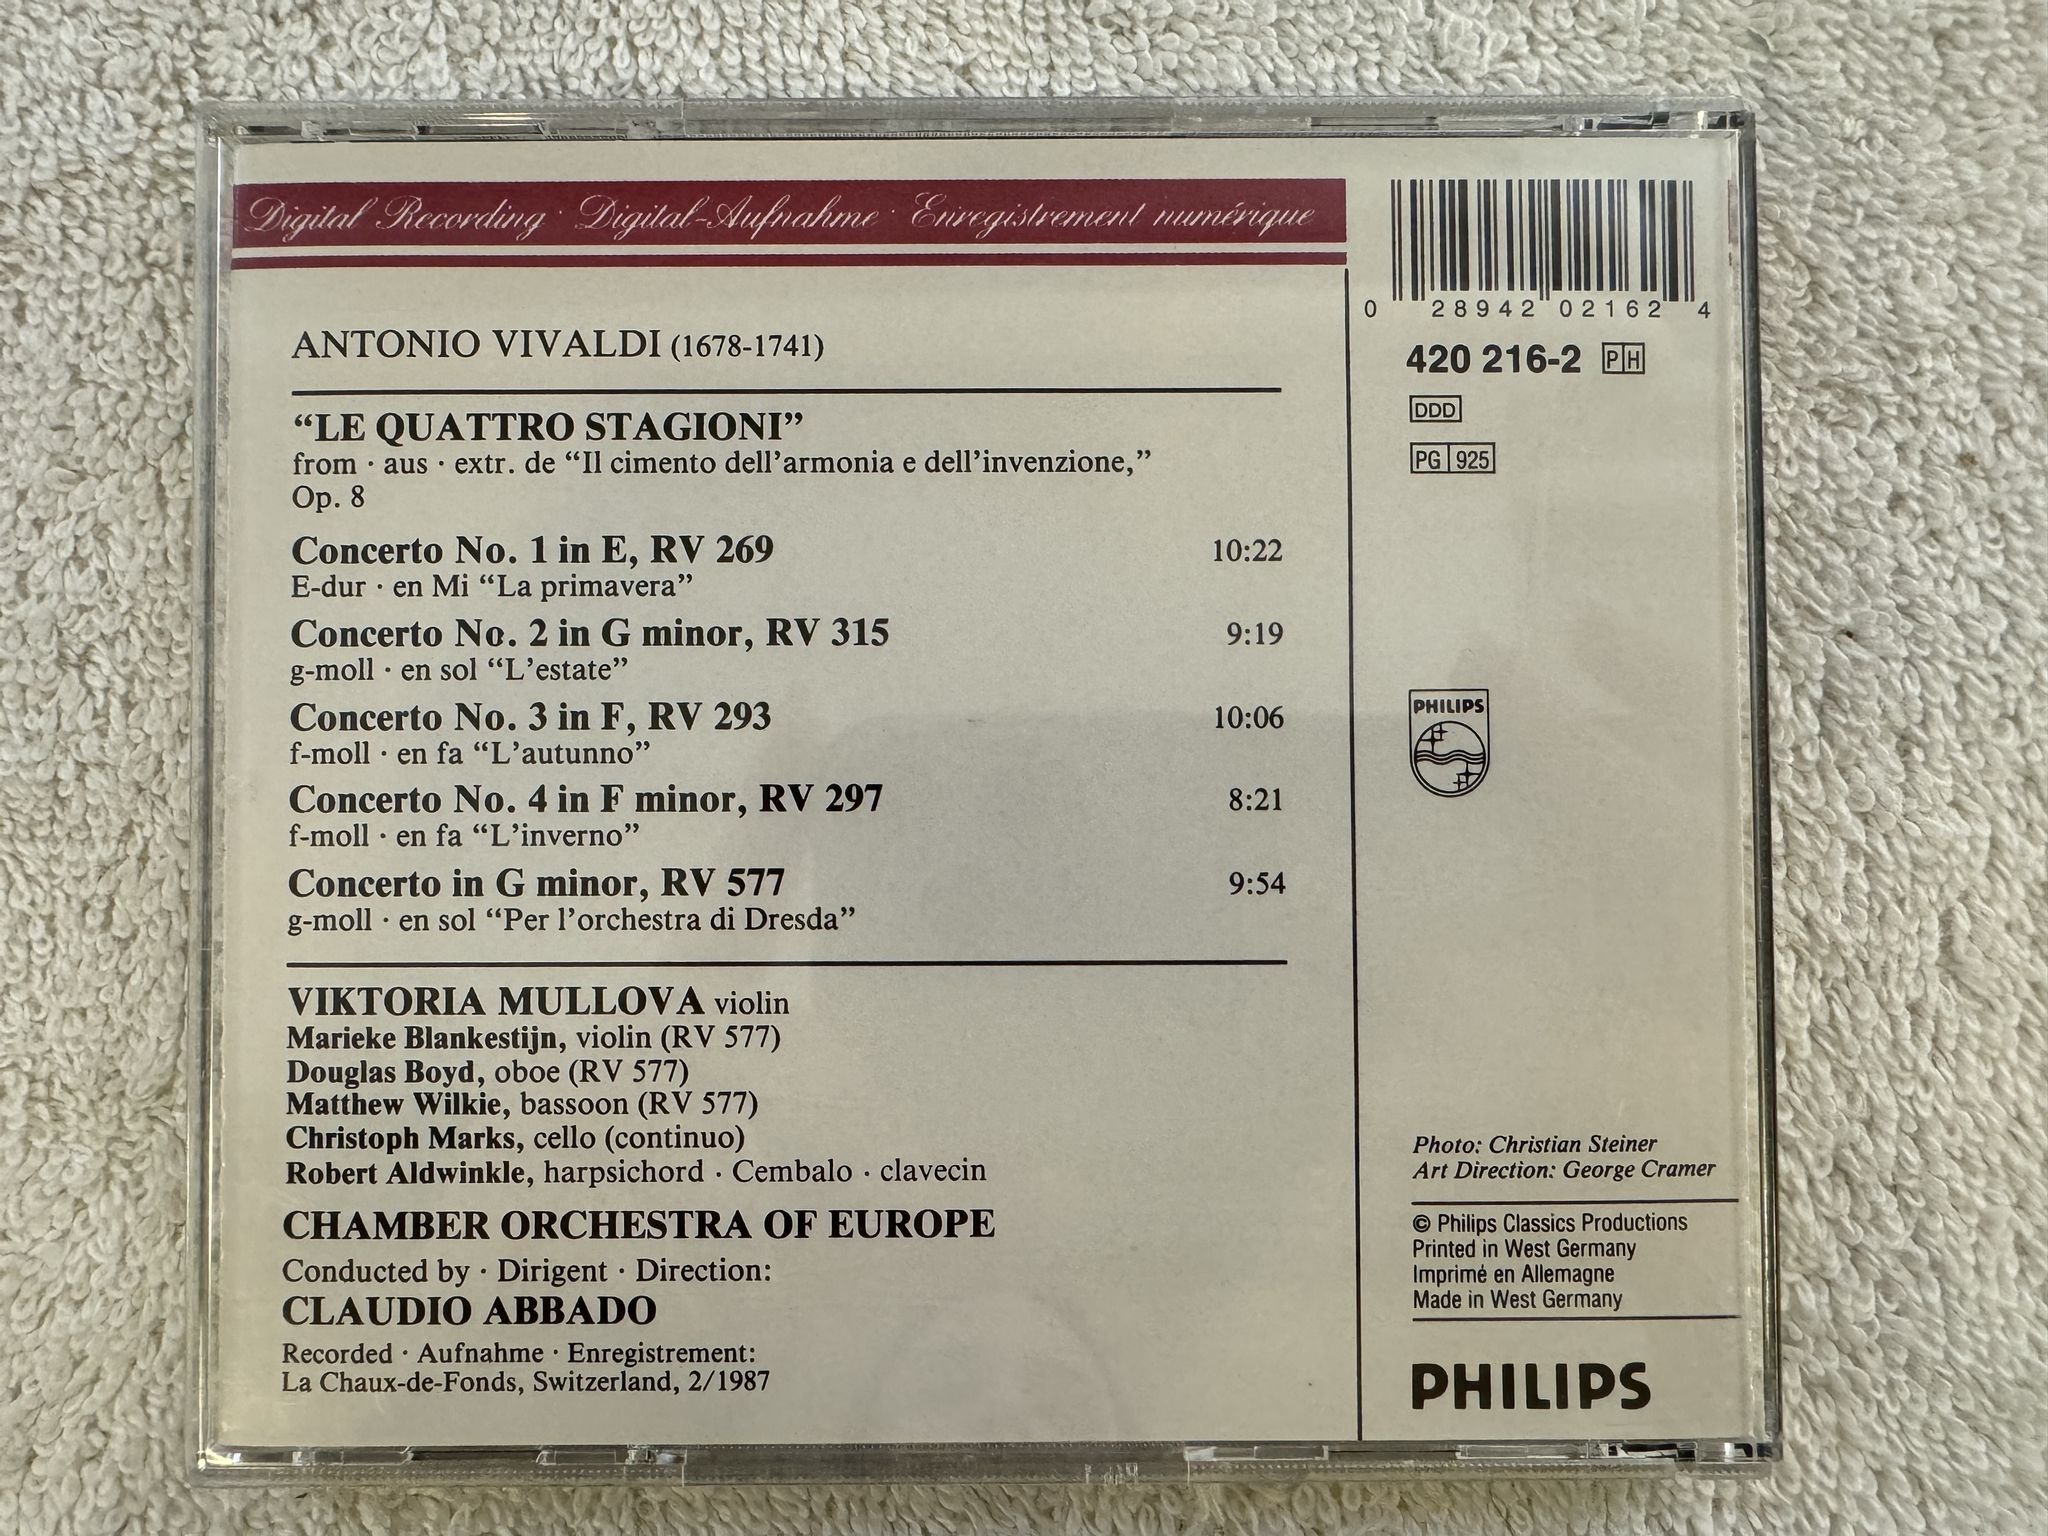 Digital Recording · Digital-Aufnahme · Enregistrement numérique
ANTONIO VIVALDI (1678-1741)
“LE QUATTRO STAGIONI”
from · aus · extr. de “Il cimento dell’armonia e dell’invenzione,”
Op. 8
Concerto No. 1 in E, RV 269 10:22
E-dur · en Mi “La primavera”
Concerto No. 2 in G minor, RV 315 9:19
g-moll · en sol “L’estate”
Concerto No. 3 in F, RV 293 10:06
f-moll · en fa “L’autunno”
Concerto No. 4 in F minor, RV 297 8:21
f-moll · en fa “L’inverno”
Concerto in G minor, RV 577 9:54
g-moll · en sol “Per l’orchestra di Dresda”
VIKTORIA MULLOVA violin
Marieke Blankestijn, violin (RV 577)
Douglas Boyd, oboe (RV 577)
Matthew Wilkie, bassoon (RV 577)
Christoph Marks, cello (continuo)
Robert Aldwinkle, harpsichord · Cembalo · clavecin
CHAMBER ORCHESTRA OF EUROPE
Conducted by · Dirigent · Direction:
CLAUDIO ABBADO
Recorded · Aufnahme · Enregistrement:
La Chaux-de-Fonds, Switzerland, 2/1987
0 28942 02162 4
420 216-2 PH
DDD
PG 925
PHILIPS
Photo: Christian Steiner
Art Direction: George Cramer
© Philips Classics Productions
Printed in West Germany
Imprimé en Allemagne
Made in West Germany
PHILIPS